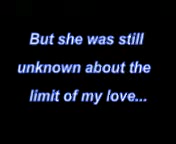 But she was still
unknown about the
limit of my love...